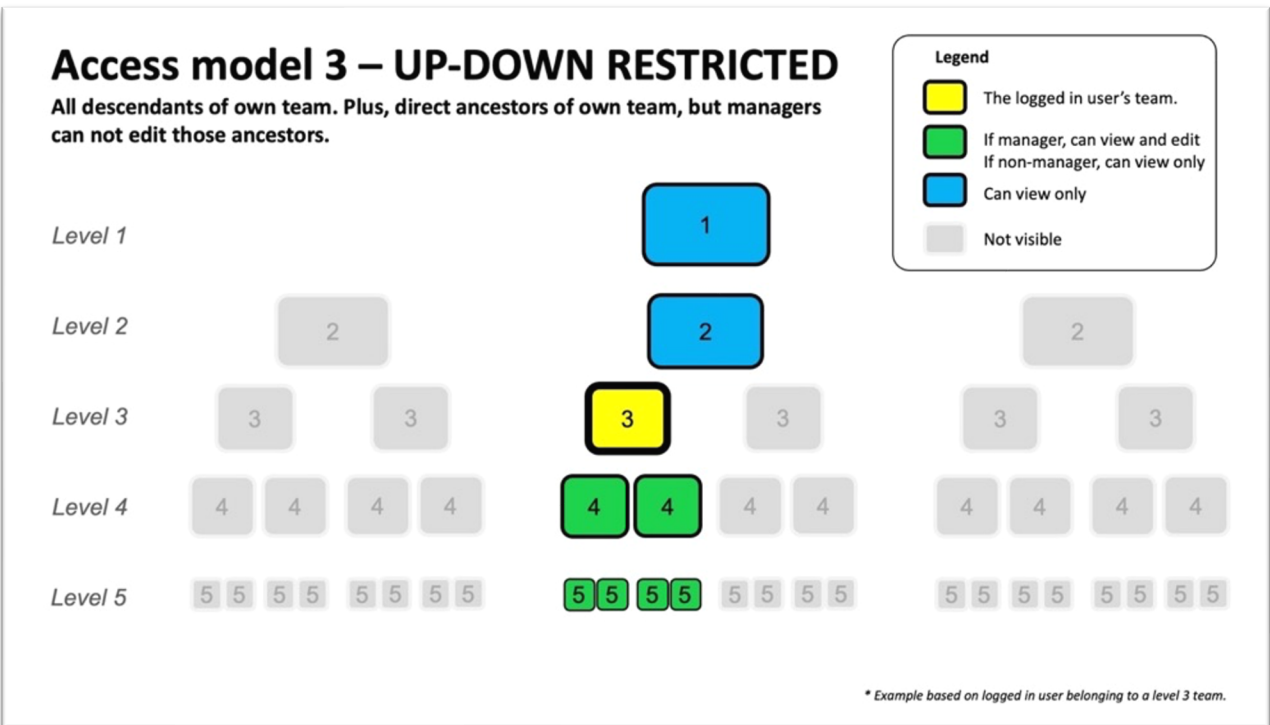 Access model 3 – UP-DOWN RESTRICTED
All descendants of own team. Plus, direct ancestors of own team, but managers
can not edit those ancestors.
Legend
The logged in user's team.
If manager, can view and edit
If non-manager, can view only
Can view only
Not visible
Level 1
1
Level 2
2 2 2
Level 3
3 3 3 3 3 3
Level 4
4 4 4 4 4 4 4 4 4 4 4 4
Level 5
5 5 5 5 5 5 5 5 5 5 5 5 5 5 5 5 5 5 5 5 5 5 5 5
* Example based on logged in user belonging to a level 3 team.